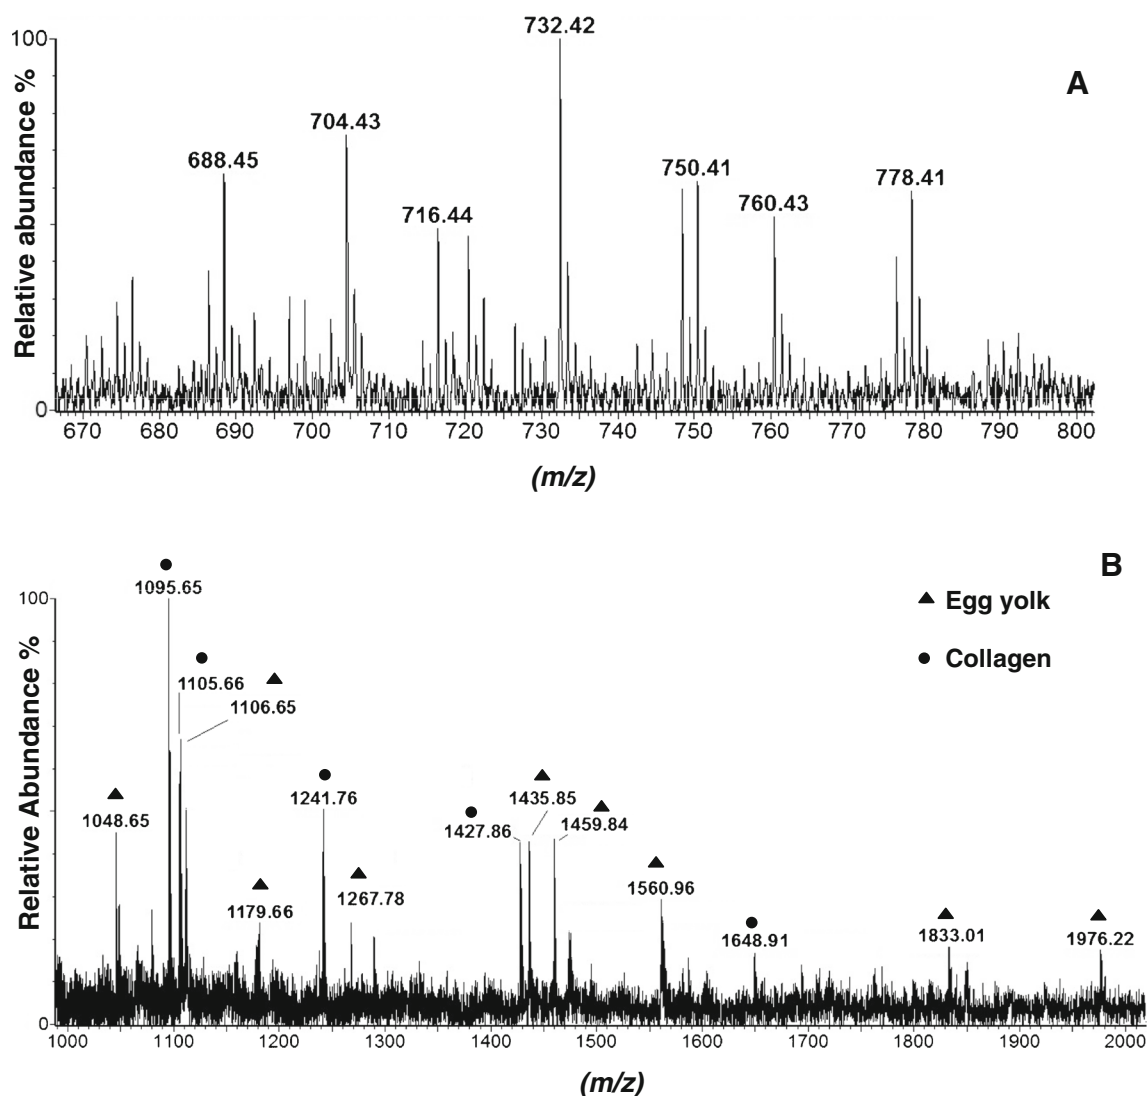 732.42
100
A
704.43
688.45
750.41
778.41
760.43
716.44
Relative abundance %
0
670 680 690 700 710 720 730 740 750 760 770 780 790 800
(m/z)
B
1095.65
100
Egg yolk
Collagen
1105.66
1106.65
1241.76
1435.85
1048.65
1427.86
1459.84
1560.96
1267.78
1179.66
1648.91
1833.01
1976.22
Relative Abundance %
0
1000 1100 1200 1300 1400 1500 1600 1700 1800 1900 2000
(m/z)